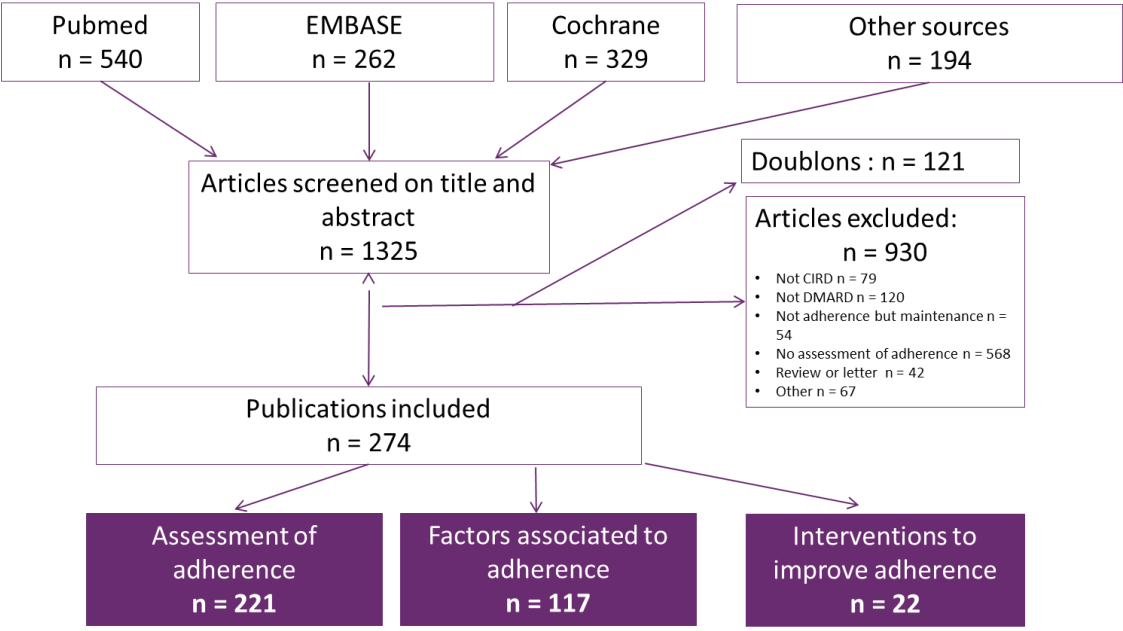 Pubmed
n = 540
EMBASE
n = 262
Cochrane
n = 329
Other sources
n = 194
Articles screened on title and
abstract
n = 1325
Doublons : n = 121
Articles excluded:
n = 930
• Not CIRD n = 79
• Not DMARD n = 120
• Not adherence but maintenance n =
54
• No assessment of adherence n = 568
• Review or letter n = 42
• Other n = 67
Publications included
n = 274
Assessment of
adherence
n = 221
Factors associated to
adherence
n = 117
Interventions to
improve adherence
n = 22